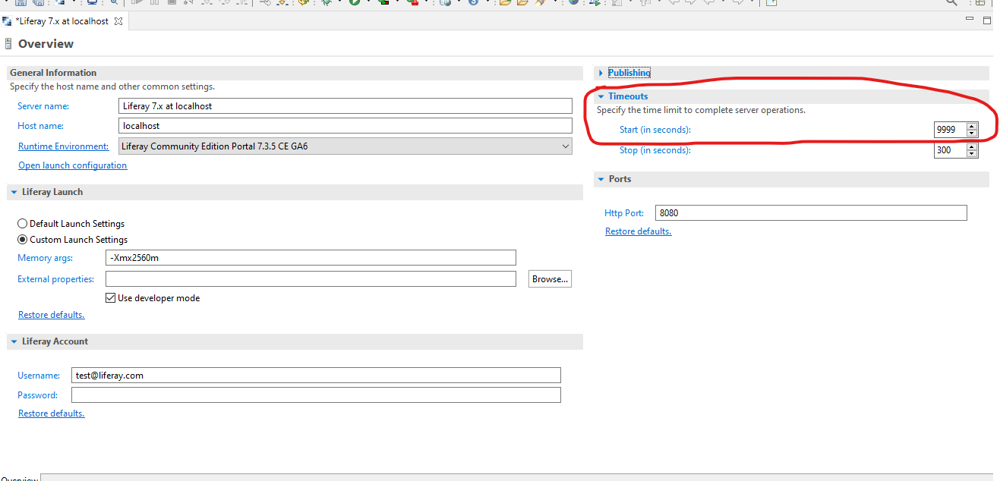 *Liferay 7.x at localhost
Overview
General Information
Specify the host name and other common settings.
Server name: Liferay 7.x at localhost
Host name: localhost
Runtime Environment: Liferay Community Edition Portal 7.3.5 CE GA6
Open launch configuration
Liferay Launch
Default Launch Settings
Custom Launch Settings
Memory args: -Xmx2560m
External properties: Browse...
Use developer mode
Restore defaults.
Liferay Account
Username: test@liferay.com
Password:
Restore defaults.
Publishing
Timeouts
Specify the time limit to complete server operations.
Start (in seconds): 9999
Stop (in seconds): 300
Ports
Http Port: 8080
Restore defaults.
Overview